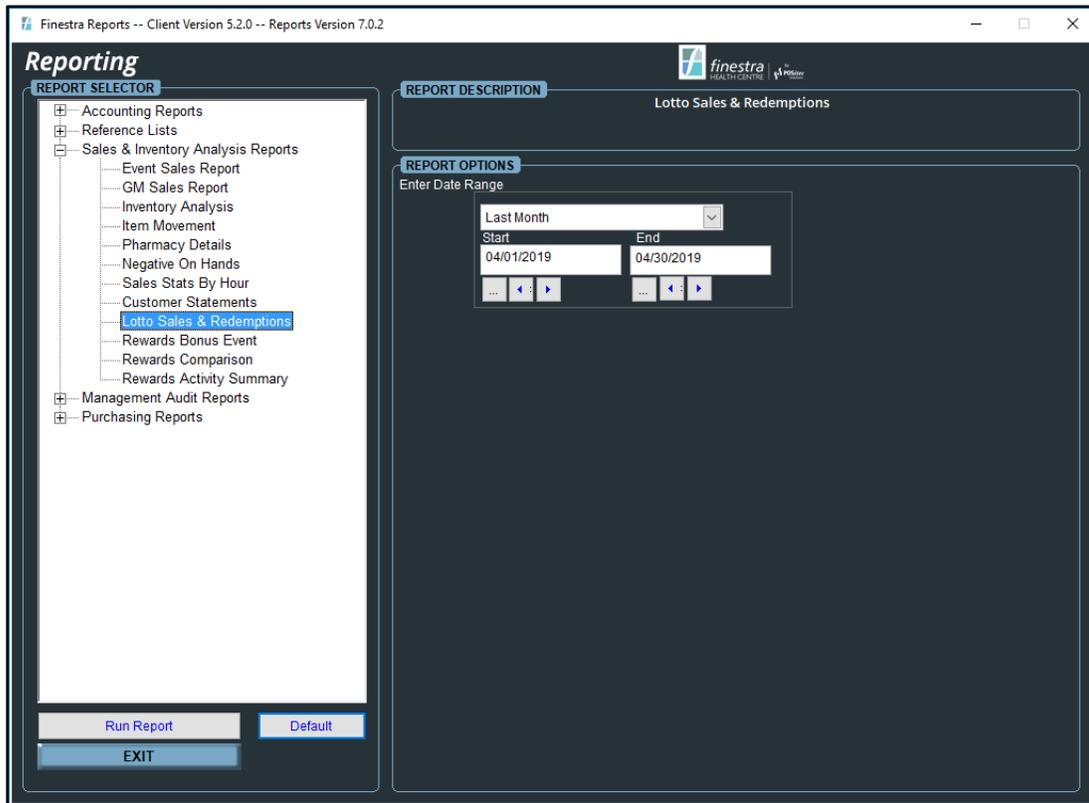 Finestra Reports -- Client Version 5.2.0 -- Reports Version 7.0.2
Reporting
finestra
HEALTH CENTRE
by POSitec
REPORT SELECTOR
Accounting Reports
Reference Lists
Sales & Inventory Analysis Reports
Event Sales Report
GM Sales Report
Inventory Analysis
Item Movement
Pharmacy Details
Negative On Hands
Sales Stats By Hour
Customer Statements
Lotto Sales & Redemptions
Rewards Bonus Event
Rewards Comparison
Rewards Activity Summary
Management Audit Reports
Purchasing Reports
Run Report
Default
EXIT
REPORT DESCRIPTION
Lotto Sales & Redemptions
REPORT OPTIONS
Enter Date Range
Last Month
Start End
04/01/2019 04/30/2019
... : ... :